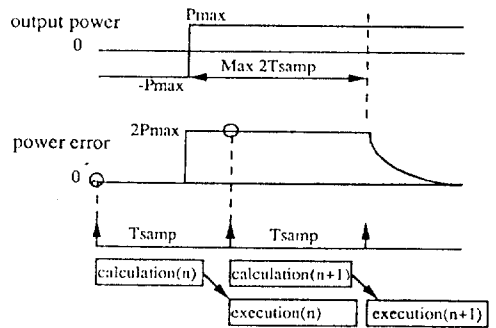 output power
Pmax
0
Max 2Tsamp
-Pmax
2Pmax
power error
0
Tsamp
Tsamp
calculation(n)
calculation(n+1)
execution(n)
execution(n+1)